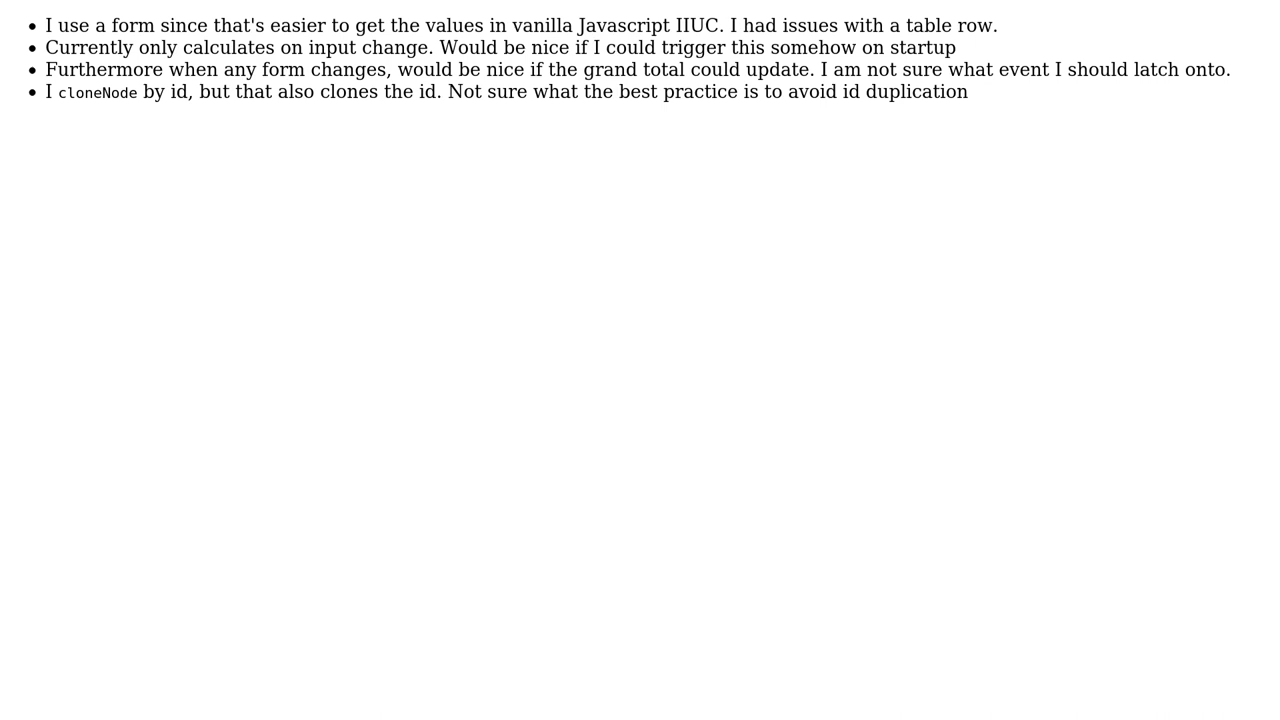 I use a form since that's easier to get the values in vanilla Javascript IIUC. I had issues with a table row.
Currently only calculates on input change. Would be nice if I could trigger this somehow on startup
Furthermore when any form changes, would be nice if the grand total could update. I am not sure what event I should latch onto.
I cloneNode by id, but that also clones the id. Not sure what the best practice is to avoid id duplication